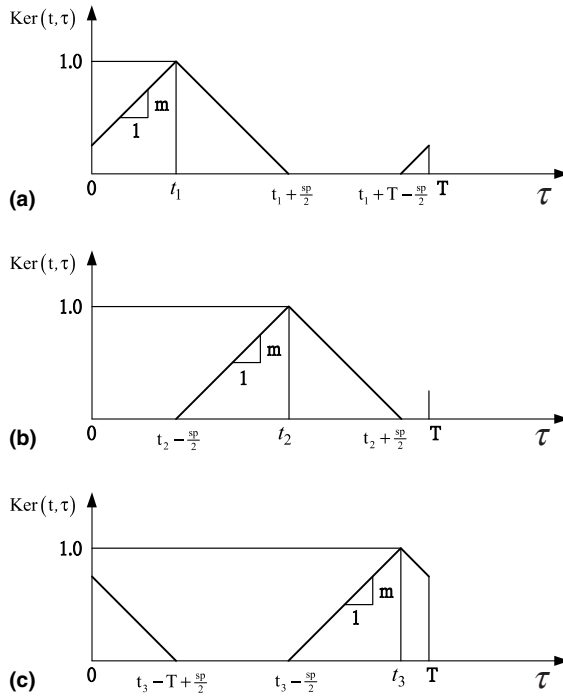 Ker(t,τ)
1.0
m
1
0
t₁
t₁+sp/2
t₁+T−sp/2
T
τ
(a)
Ker(t,τ)
1.0
m
1
0
t₂−sp/2
t₂
t₂+sp/2
T
τ
(b)
Ker(t,τ)
1.0
m
1
0
t₃−T+sp/2
t₃−sp/2
t₃
T
τ
(c)